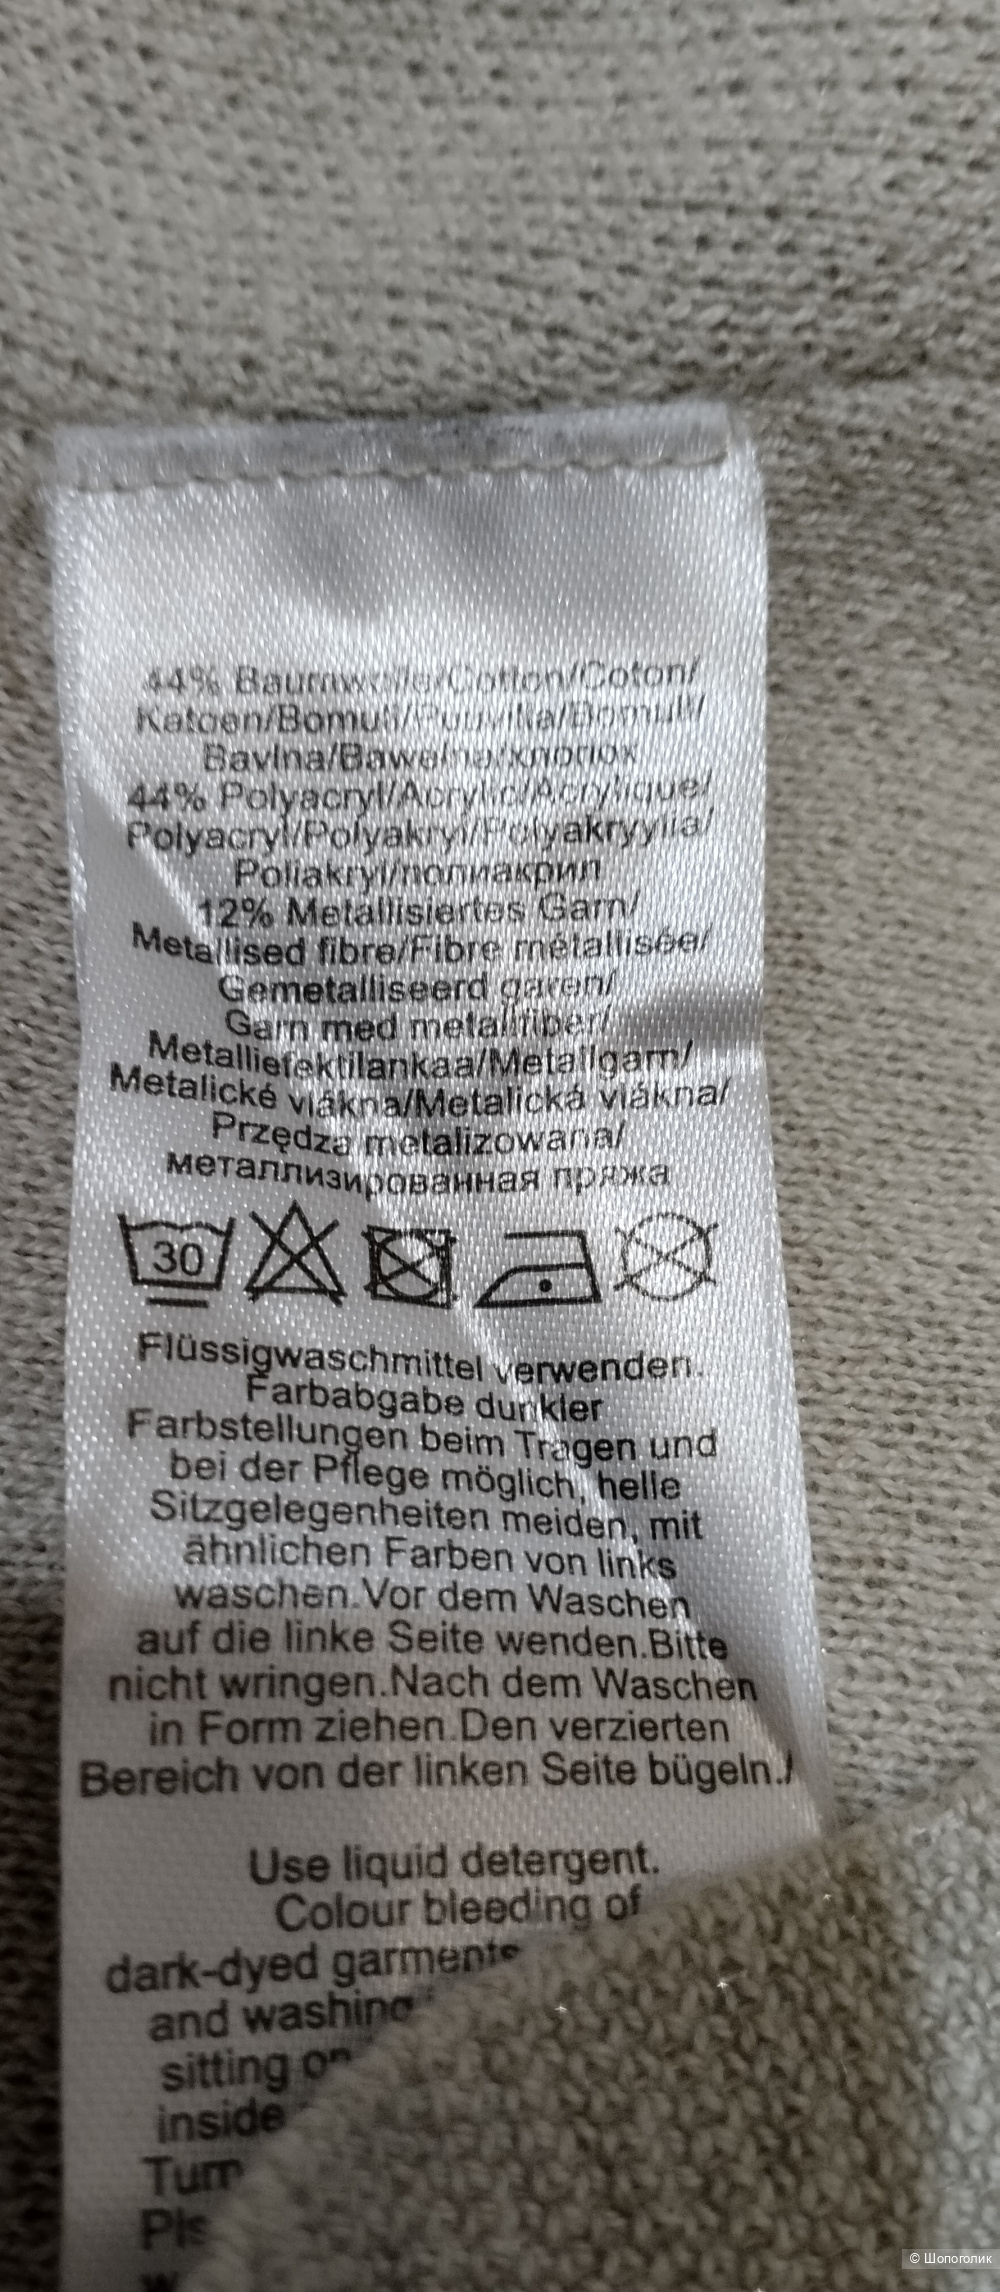 44% Baumwolle/Cotton/Coton/
Katoen/Bomull/Puuvilla/Bomull/
Bavlna/Bawełna/хлопок
44% Polyacryl/Acrylic/Acrylique/
Polyacryl/Polyakryl/Polyakryylia/
Poliakryl/полиакрил
12% Metallisiertes Garn/
Metallised fibre/Fibre métallisée/
Gemetalliseerd garen/
Garn med metallfiber/
Metalliefektilankaa/Metallgarn/
Metalické vlákna/Metalická vlákna/
Przędza metalizowana/
металлизированная пряжа
30
Flüssigwaschmittel verwenden.
Farbabgabe dunkler
Farbstellungen beim Tragen und
bei der Pflege möglich, helle
Sitzgelegenheiten meiden, mit
ähnlichen Farben von links
waschen.Vor dem Waschen
auf die linke Seite wenden.Bitte
nicht wringen.Nach dem Waschen
in Form ziehen.Den verzierten
Bereich von der linken Seite bügeln./
Use liquid detergent.
Colour bleeding of
dark-dyed garments
and washing
sitting on
inside
Turn
© Шопоголик